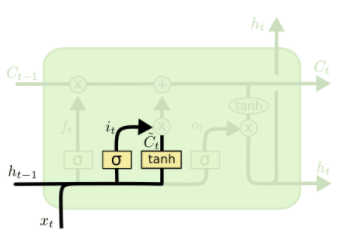 h_t
C_{t-1} C_t
tanh
f_t i_t C̃_t o_t
σ σ tanh σ
h_{t-1} h_t
x_t